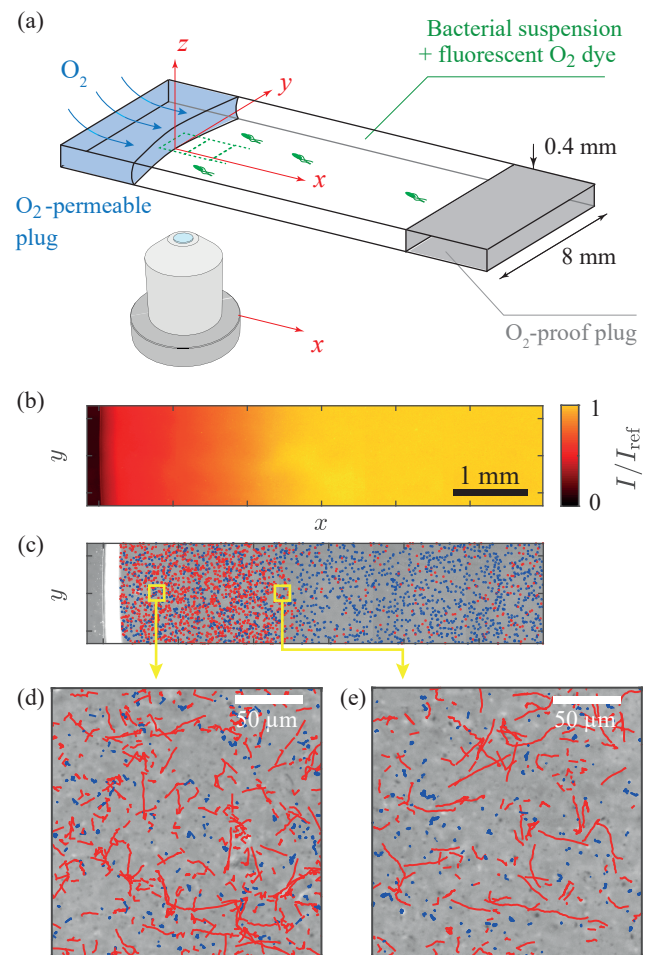 (a)
z
O2
y
Bacterial suspension
+ fluorescent O2 dye
0.4 mm
x
O2-permeable
plug
8 mm
x
O2-proof plug
(b)
y
1 mm
x
1
0
I/Iref
(c)
y
(d)
50 µm
(e)
50 µm